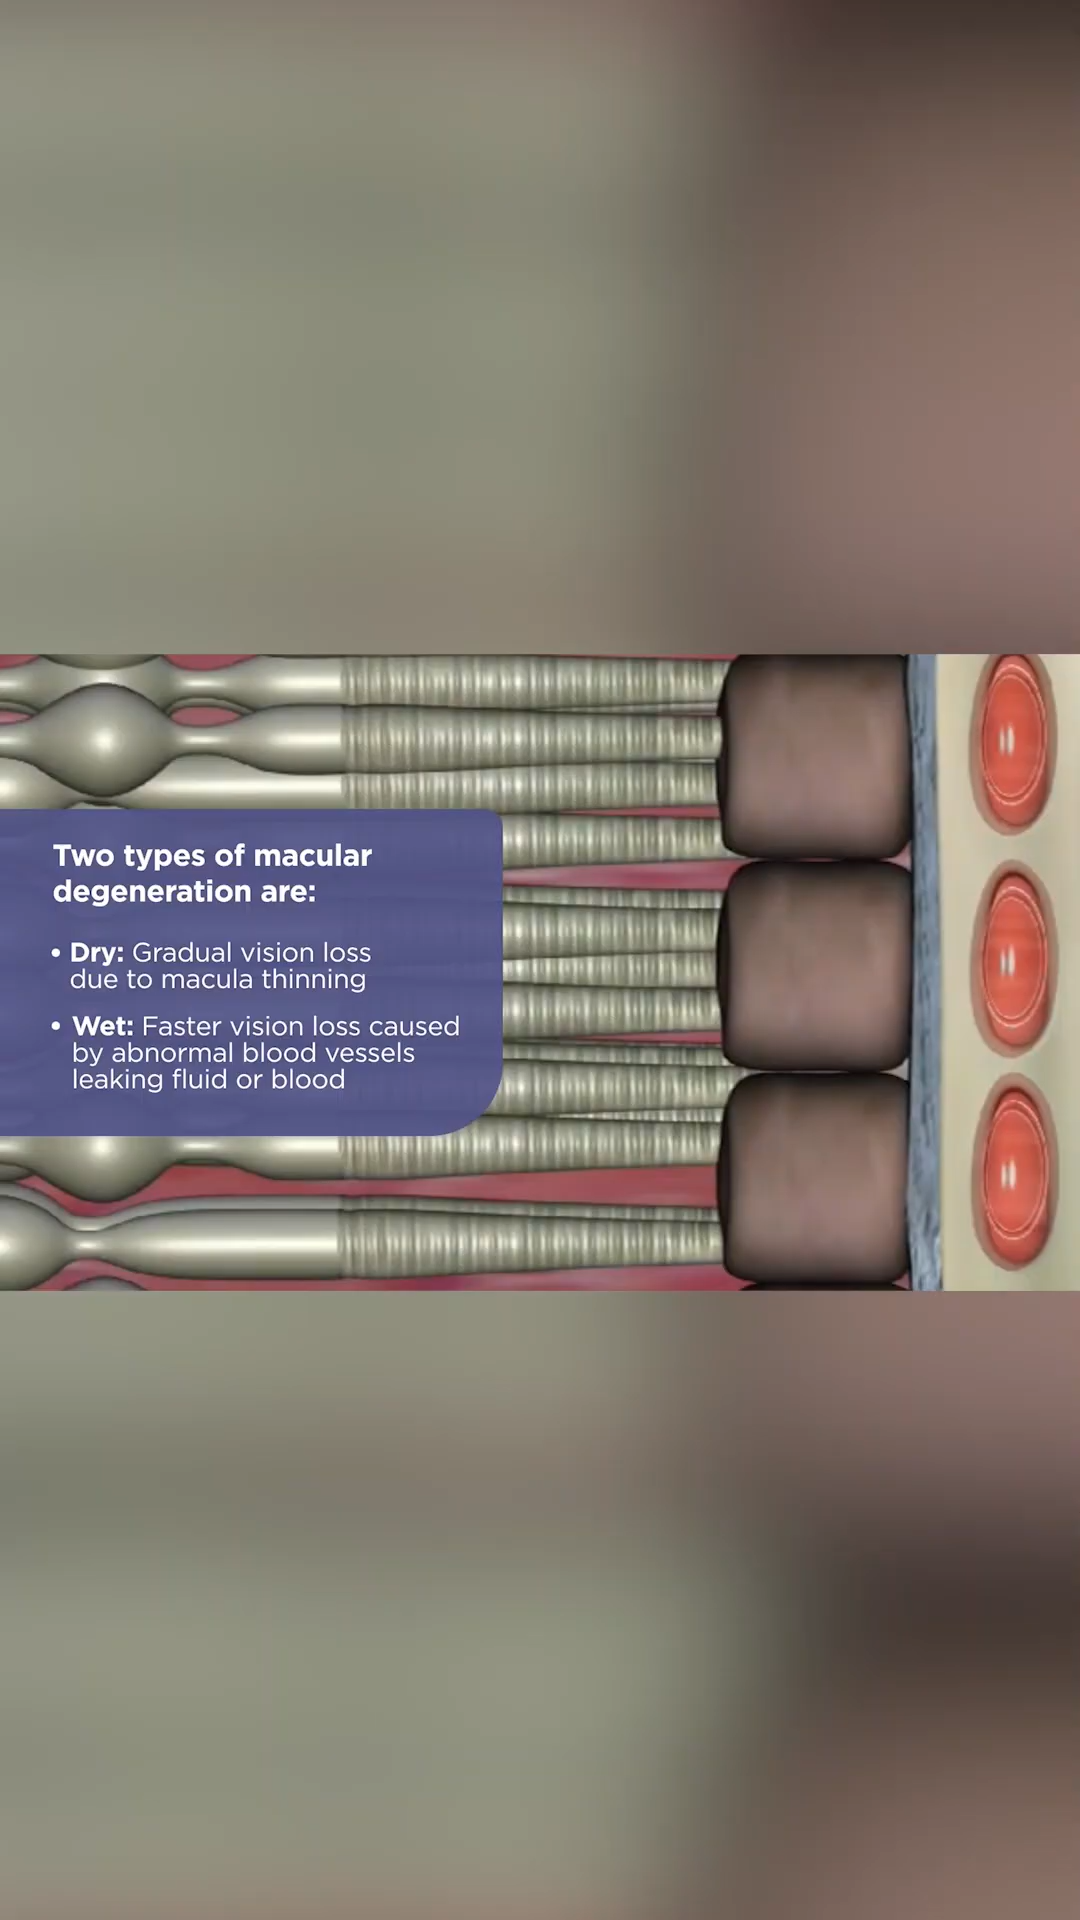 Two types of macular
degeneration are:
• Dry: Gradual vision loss
due to macula thinning
• Wet: Faster vision loss caused
by abnormal blood vessels
leaking fluid or blood